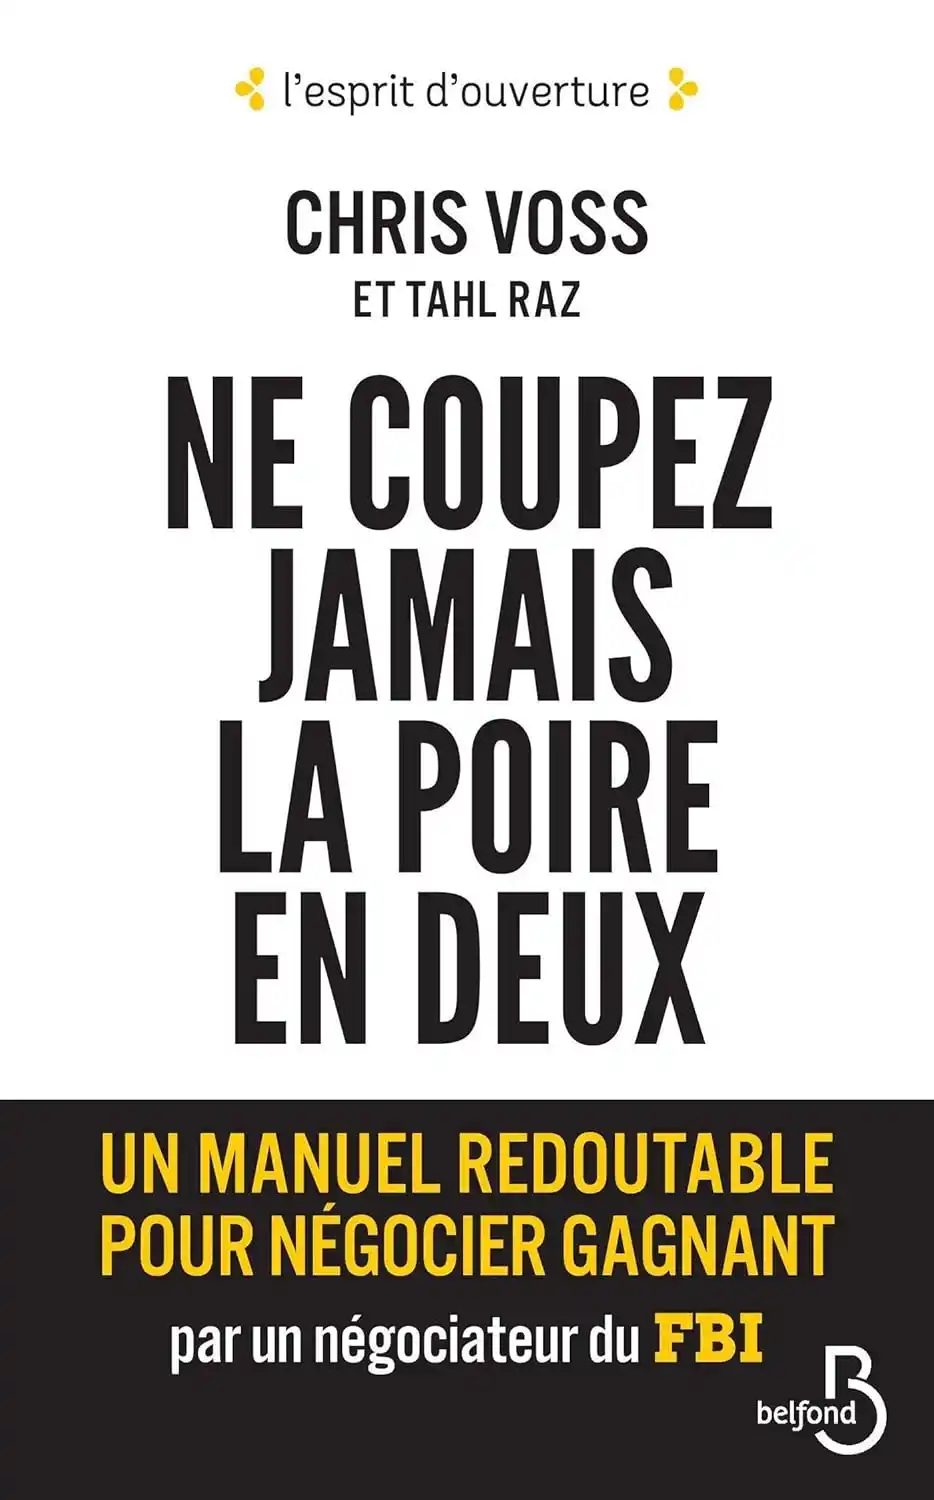 l'esprit d'ouverture
CHRIS VOSS
ET TAHL RAZ
NE COUPEZ
JAMAIS
LA POIRE
EN DEUX
UN MANUEL REDOUTABLE
POUR NÉGOCIER GAGNANT
par un négociateur du FBI
B
belfond